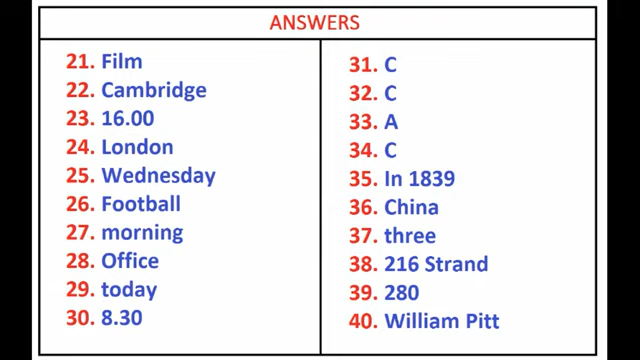 ANSWERS
21. Film
22. Cambridge
23. 16.00
24. London
25. Wednesday
26. Football
27. morning
28. Office
29. today
30. 8.30
31. C
32. C
33. A
34. C
35. In 1839
36. China
37. three
38. 216 Strand
39. 280
40. William Pitt